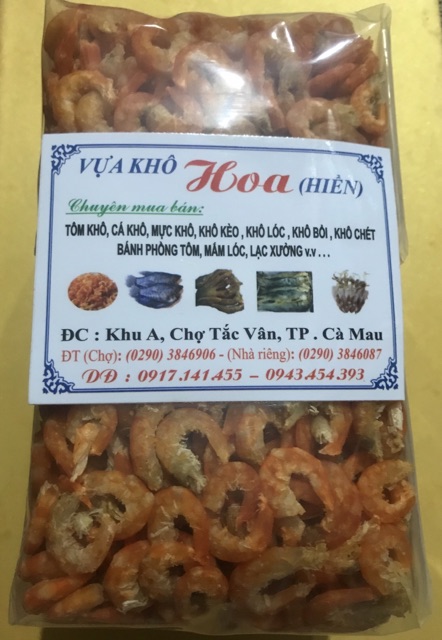 VỰA KHÔ Hoa (HIỀN)
Chuyên mua bán:
TÔM KHÔ, CÁ KHÔ, MỰC KHÔ, KHÔ KÈO, KHÔ LÓC, KHÔ BỔI, KHÔ CHÉT
BÁNH PHỒNG TÔM, MẮM LÓC, LẠC XƯỞNG v.v . . .
ĐC : Khu A, Chợ Tắc Vân, TP . Cà Mau
ĐT (Chợ): (0290) 3846906 - (Nhà riêng): (0290) 3846087
DĐ : 0917.141.455 – 0943.454.393